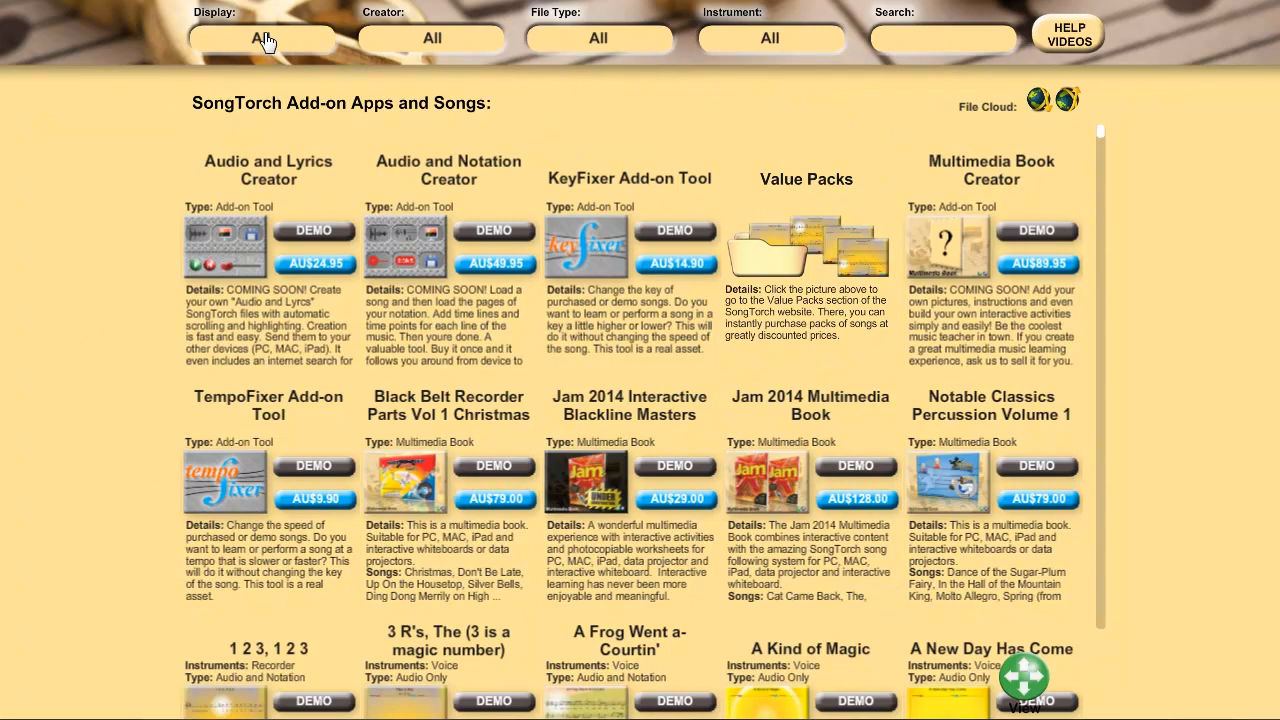 Display: Creator: File Type: Instrument: Search:
All All All All HELP VIDEOS
SongTorch Add-on Apps and Songs:
File Cloud:
Audio and Lyrics Creator
Type: Add-on Tool
DEMO
AU$24.95
Details: COMING SOON! Create
your own "Audio and Lyrcs"
SongTorch files with automatic
scrolling and highlighting. Creation
is fast and easy. Send them to your
other devices (PC, MAC, iPad). It
even includes an internet search for
Audio and Notation Creator
Type: Add-on Tool
DEMO
AU$49.95
Details: COMING SOON! Load a
song and then load the pages of
your notation. Add time lines and
time points for each line of the
music. Then youre done. A
valuable tool. Buy it once and it
follows you around from device to
KeyFixer Add-on Tool
Type: Add-on Tool
key fixer
DEMO
AU$14.90
Details: Change the key of
purchased or demo songs. Do you
want to learn or perform a song in a
key a little higher or lower? This will
do it without changing the speed of
the song. This tool is a real asset.
Value Packs
Details: Click the picture above to
go to the Value Packs section of the
SongTorch website. There, you can
instantly purchase packs of songs at
greatly discounted prices.
Multimedia Book Creator
Type: Add-on Tool
?
Multimedia Book
DEMO
AU$89.95
Details: COMING SOON! Add your
own pictures, instructions and even
build your own interactive activities
simply and easily! Be the coolest
music teacher in town. If you create
a great multimedia music learning
experience, ask us to sell it for you.
TempoFixer Add-on Tool
Type: Add-on Tool
tempo fixer
DEMO
AU$9.90
Details: Change the speed of
purchased or demo songs. Do you
want to learn or perform a song at a
tempo that is slower or faster? This
will do it without changing the key
of the song. This tool is a real
asset.
Black Belt Recorder Parts Vol 1 Christmas
Type: Multimedia Book
DEMO
AU$79.00
Details: This is a multimedia book.
Suitable for PC, MAC, iPad and
interactive whiteboards or data
projectors.
Songs: Christmas, Don't Be Late,
Up On the Housetop, Silver Bells,
Ding Dong Merrily on High ...
Jam 2014 Interactive Blackline Masters
Type: Multimedia Book
Jam
UNDER
DEMO
AU$29.00
Details: A wonderful multimedia
experience with interactive activities
and photocopiable worksheets for
PC, MAC, iPad, data projector and
interactive whiteboard. Interactive
learning has never been more
enjoyable and meaningful.
Jam 2014 Multimedia Book
Type: Multimedia Book
Jam Jam
DEMO
AU$128.00
Details: The Jam 2014 Multimedia
Book combines interactive content
with the amazing SongTorch song
following system for PC, MAC,
iPad, data projector and interactive
whiteboard.
Songs: Cat Came Back, The,
Notable Classics Percussion Volume 1
Type: Multimedia Book
DEMO
AU$79.00
Details: This is a multimedia book.
Suitable for PC, MAC, iPad and
interactive whiteboards or data
projectors.
Songs: Dance of the Sugar-Plum
Fairy, In the Hall of the Mountain
King, Molto Allegro, Spring (from
1 2 3, 1 2 3
Instruments: Recorder
Type: Audio and Notation
DEMO
3 R's, The (3 is a magic number)
Instruments: Voice
Type: Audio Only
DEMO
A Frog Went a-Courtin'
Instruments: Voice
Type: Audio and Notation
DEMO
A Kind of Magic
Instruments: Voice
Type: Audio Only
DEMO
A New Day Has Come
Instruments: Voice
Type: Audio Only
DEMO
View